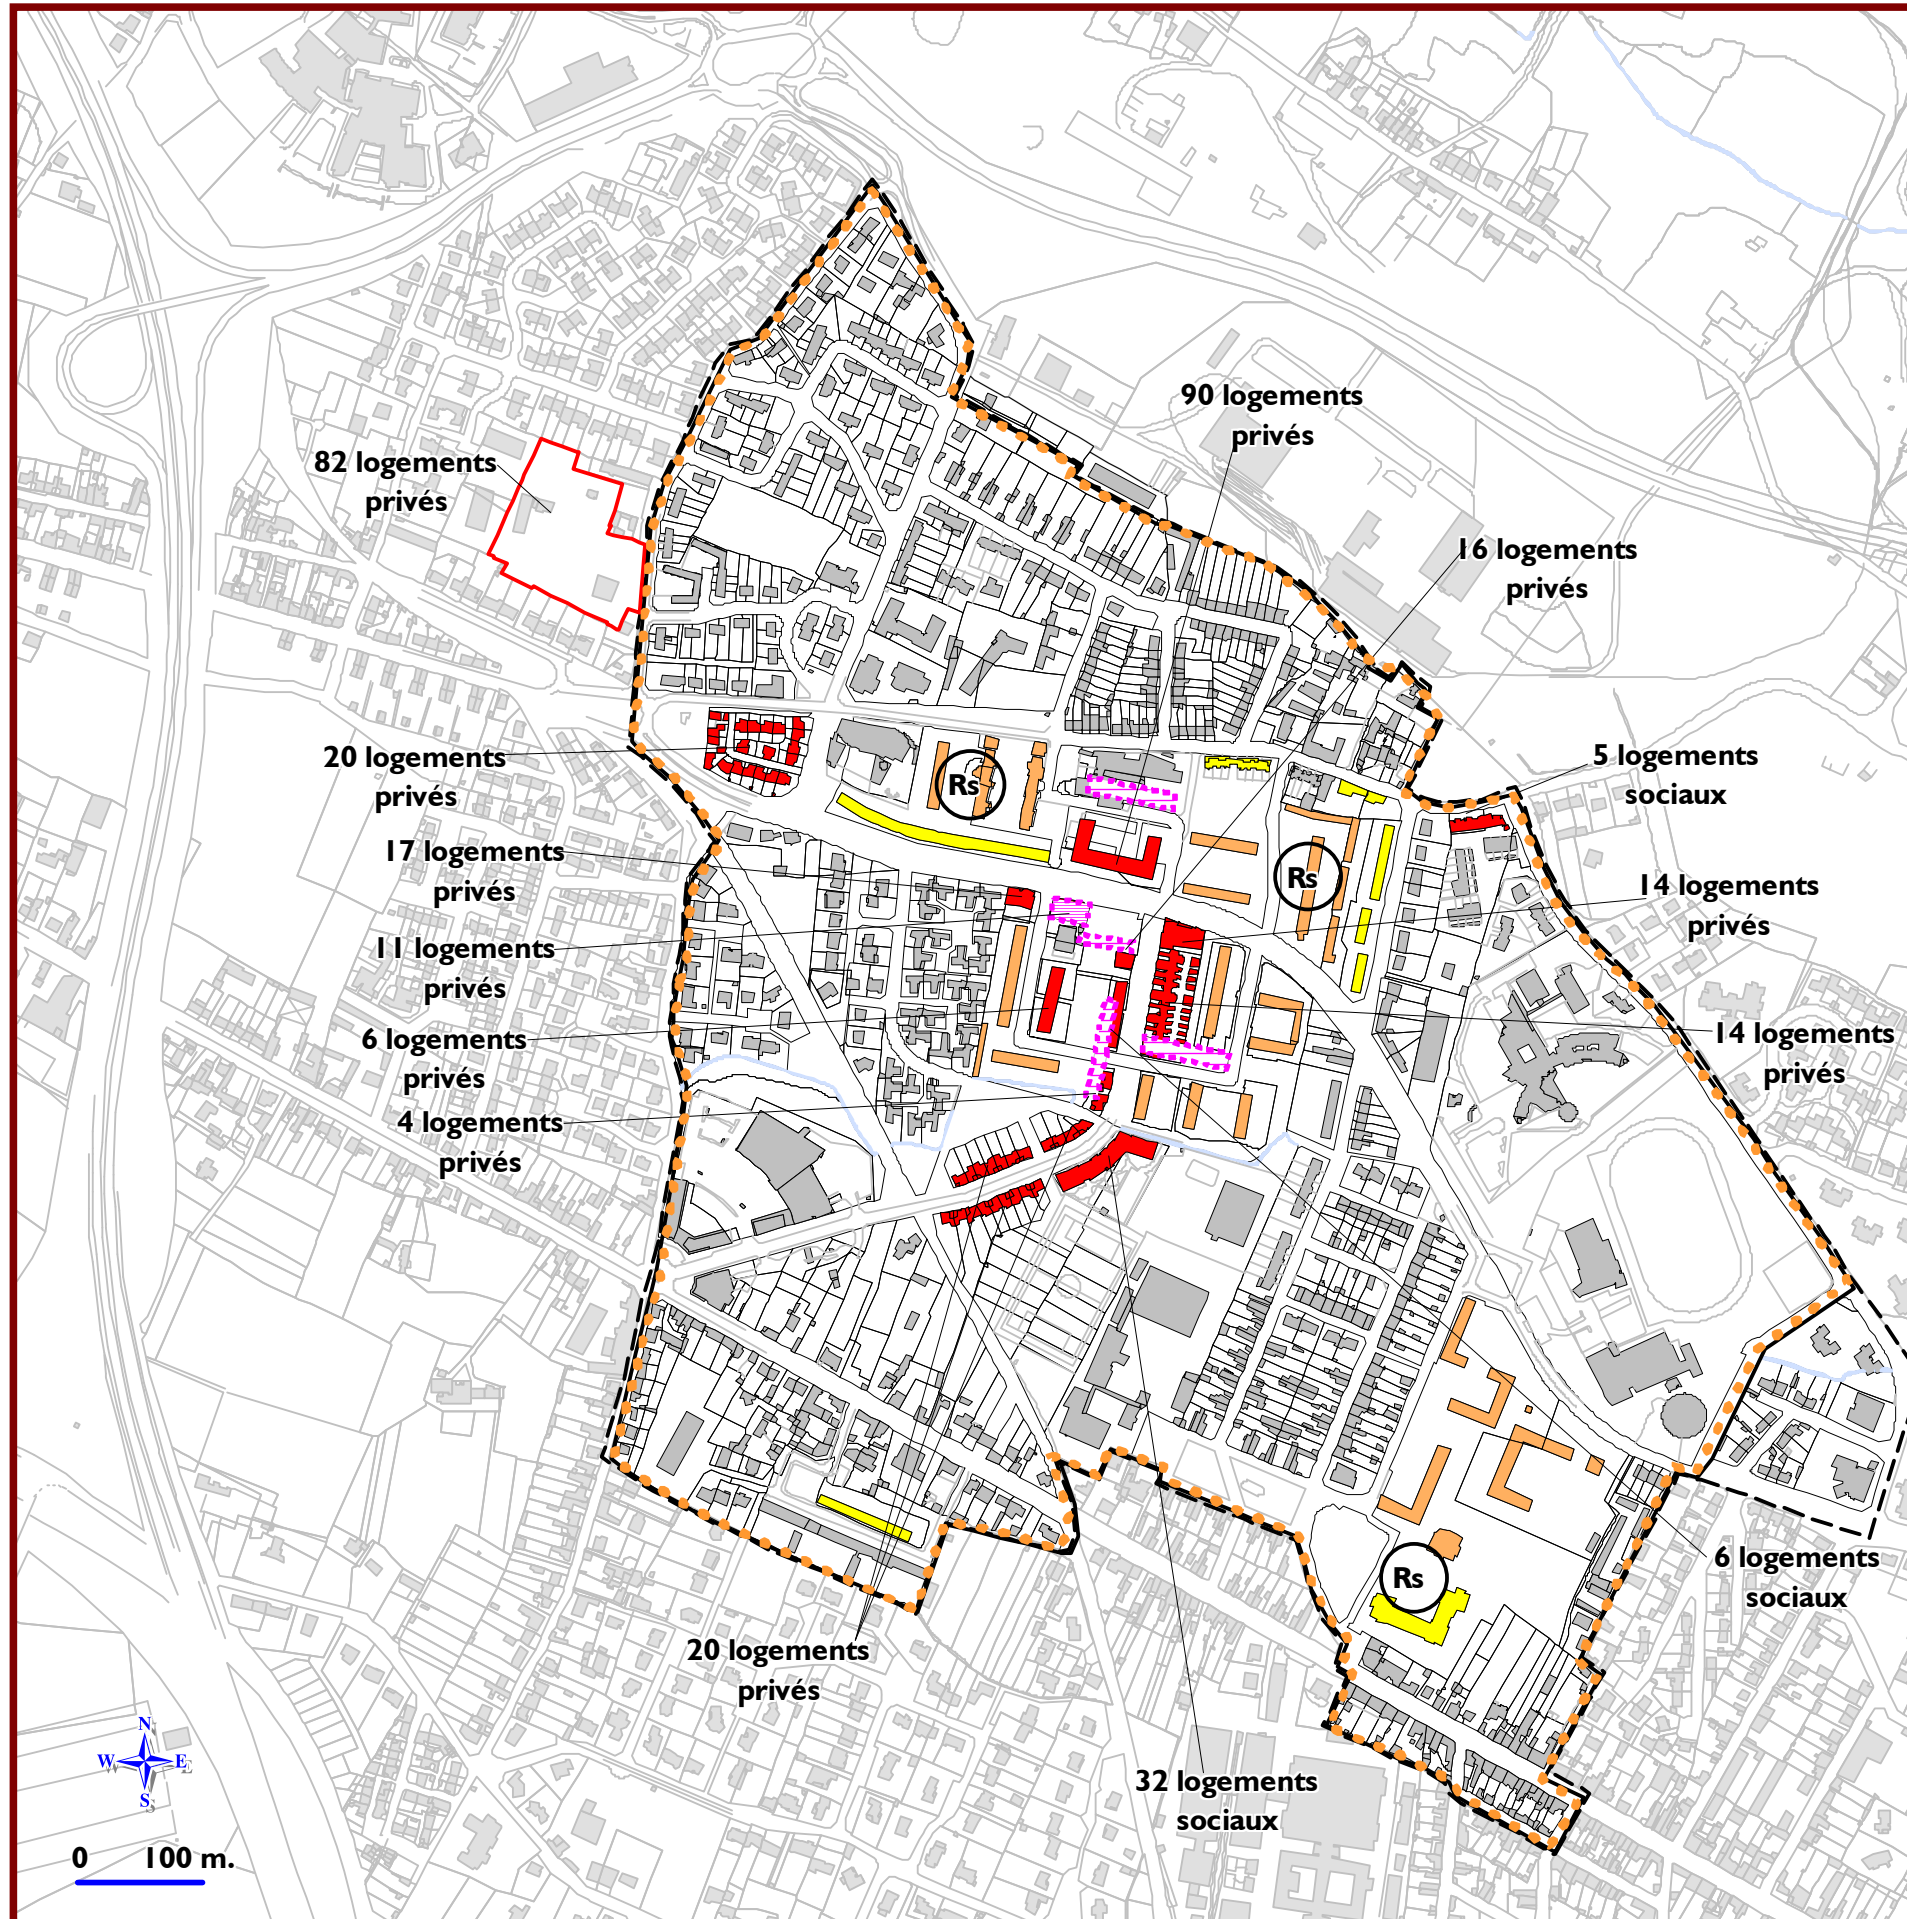 90 logements
privés
82 logements
privés
16 logements
privés
20 logements
privés
Rs
5 logements
sociaux
17 logements
privés
Rs
14 logements
privés
11 logements
privés
6 logements
privés
14 logements
privés
4 logements
privés
Rs
6 logements
sociaux
20 logements
privés
32 logements
sociaux
N
W E
S
0 100 m.